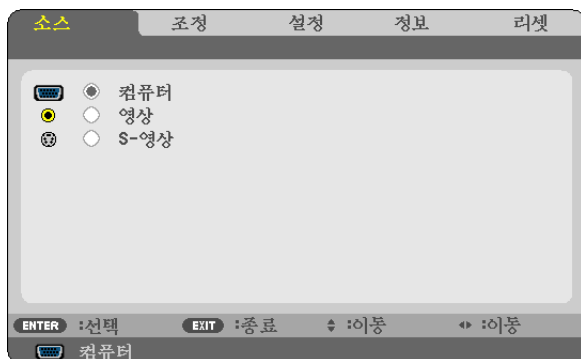 소스 조정 설정 정보 리셋
컴퓨터
영상
S-영상
ENTER :선택 EXIT :종료 :이동 :이동
컴퓨터